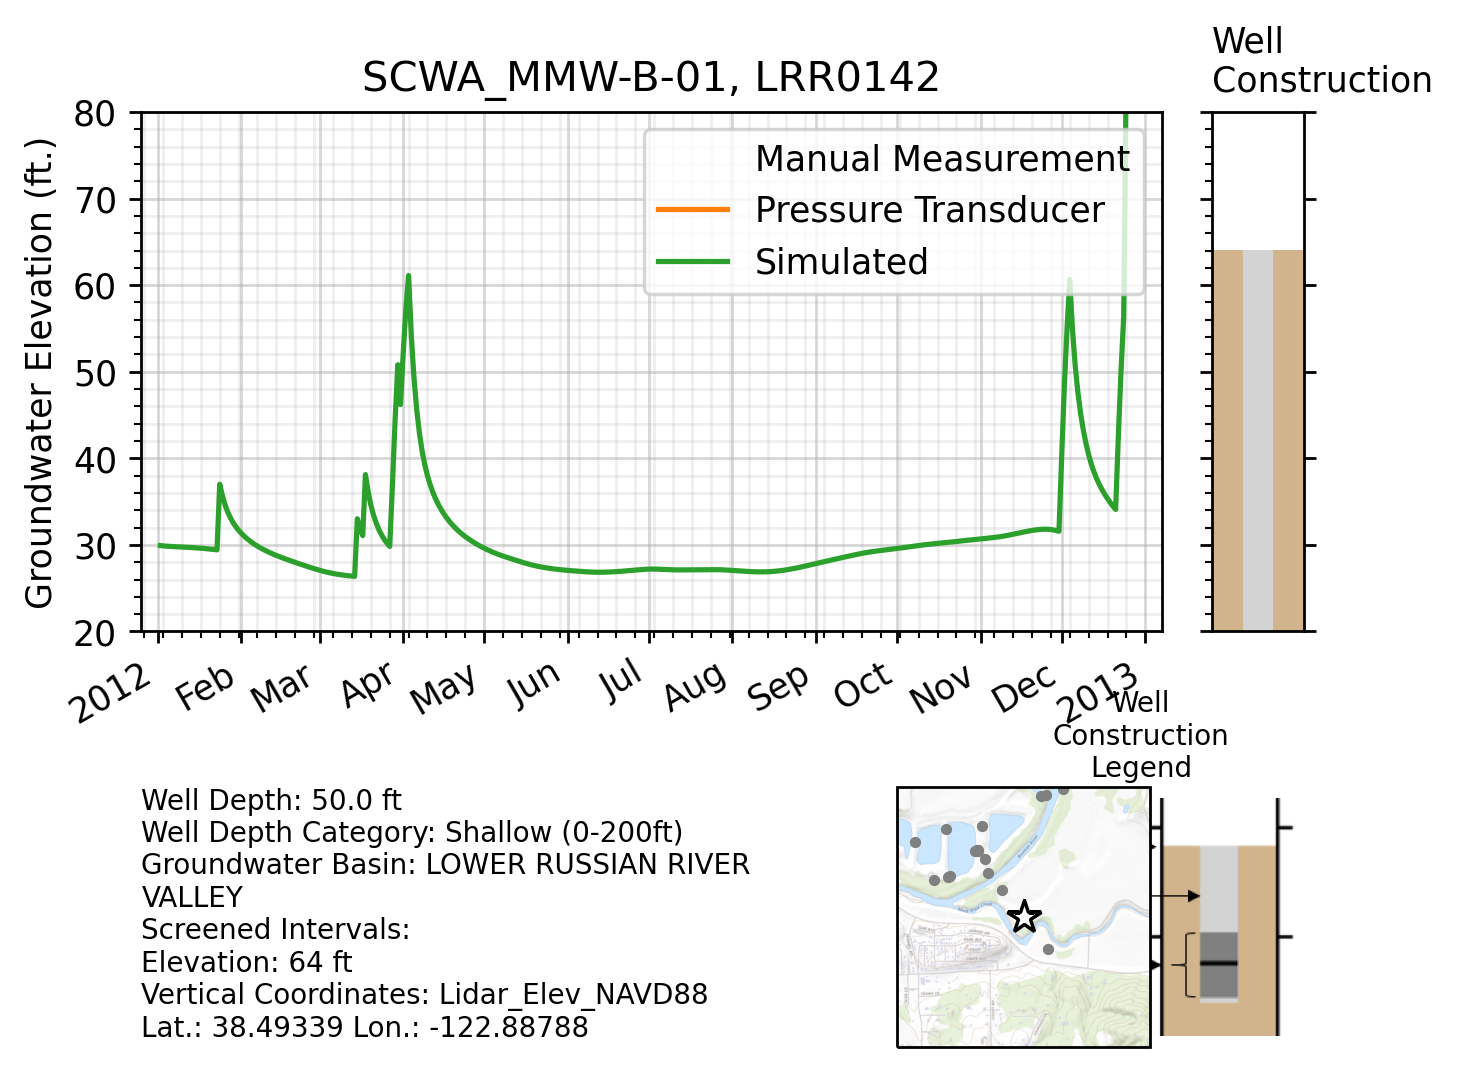 Well
Construction
SCWA_MMW-B-01, LRR0142
Groundwater Elevation (ft.)
80
70
60
50
40
30
20
Manual Measurement
Pressure Transducer
Simulated
2012
Feb
Mar
Apr
May
Jun
Jul
Aug
Sep
Oct
Nov
Dec
2013
Well
Construction
Legend
Well Depth: 50.0 ft
Well Depth Category: Shallow (0-200ft)
Groundwater Basin: LOWER RUSSIAN RIVER
VALLEY
Screened Intervals:
Elevation: 64 ft
Vertical Coordinates: Lidar_Elev_NAVD88
Lat.: 38.49339 Lon.: -122.88788